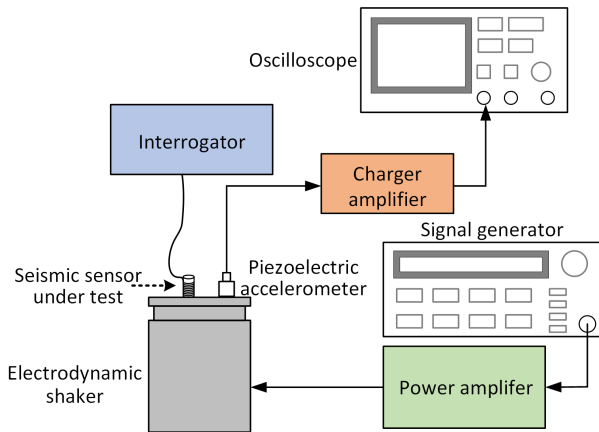 Oscilloscope
Interrogator
Charger
amplifier
Signal generator
Seismic sensor
under test
Piezoelectric
accelerometer
Electrodynamic
shaker
Power amplifer